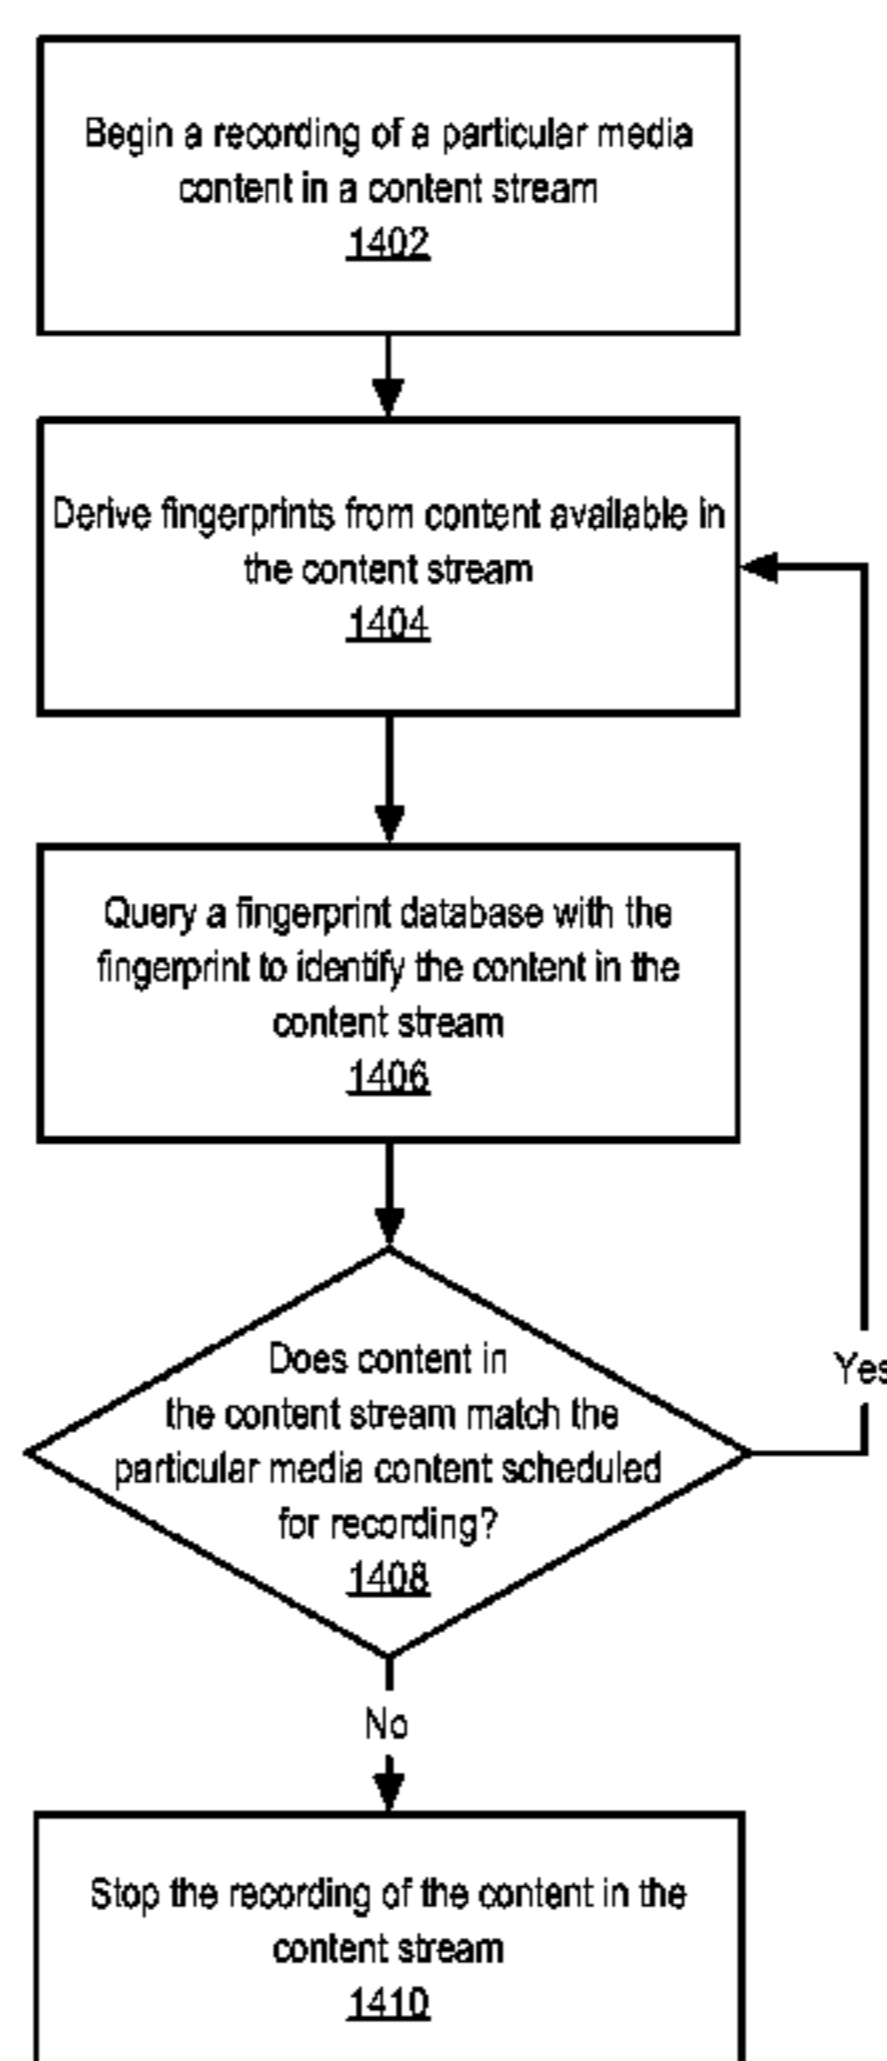 Begin a recording of a particular media
content in a content stream
1402
Derive fingerprints from content available in
the content stream
1404
Query a fingerprint database with the
fingerprint to identify the content in the
content stream
1406
Does content in
the content stream match the
particular media content scheduled
for recording?
1408
Yes
No
Stop the recording of the content in the
content stream
1410